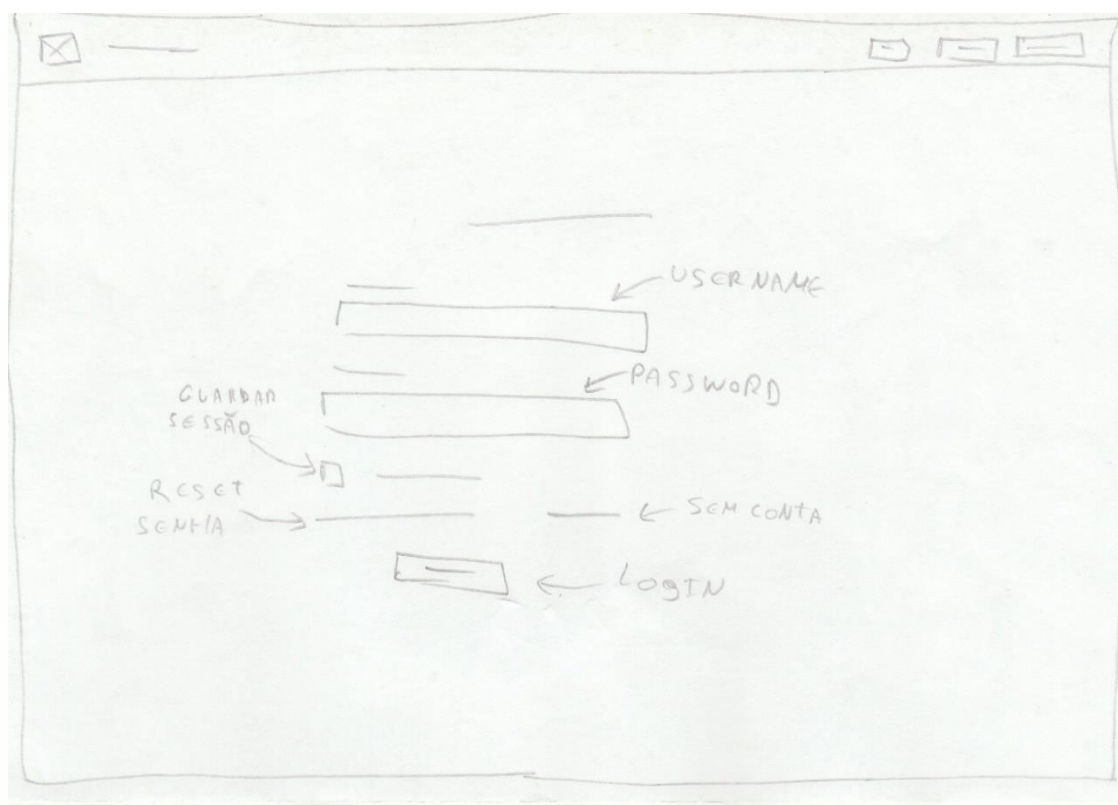 USERNAME
PASSWORD
GUARDAR
SESSÃO
RESET
SENHA
SEM CONTA
LOGIN